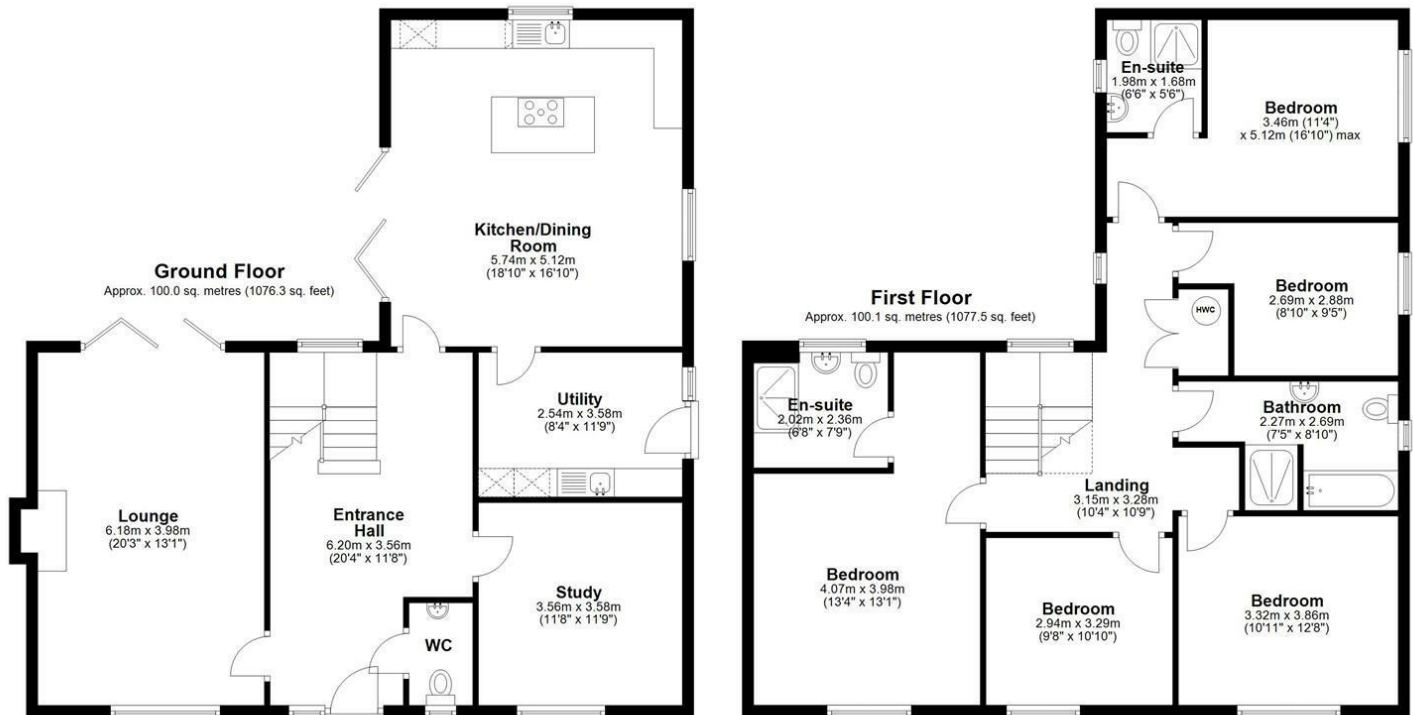 Ground Floor
Approx. 100.0 sq. metres (1076.3 sq. feet)
Kitchen/Dining
Room
5.74m x 5.12m
(18'10" x 16'10")
Utility
2.54m x 3.58m
(8'4" x 11'9")
Lounge
6.18m x 3.98m
(20'3" x 13'1")
Entrance
Hall
6.20m x 3.56m
(20'4" x 11'8")
Study
3.56m x 3.58m
(11'8" x 11'9")
WC
First Floor
Approx. 100.1 sq. metres (1077.5 sq. feet)
En-suite
1.98m x 1.68m
(6'6" x 5'6")
Bedroom
3.46m (11'4")
x 5.12m (16'10") max
Bedroom
2.69m x 2.88m
(8'10" x 9'5")
HWC
En-suite
2.02m x 2.36m
(6'8" x 7'9")
Bathroom
2.27m x 2.69m
(7'5" x 8'10")
Landing
3.15m x 3.28m
(10'4" x 10'9")
Bedroom
4.07m x 3.98m
(13'4" x 13'1")
Bedroom
2.94m x 3.29m
(9'8" x 10'10")
Bedroom
3.32m x 3.86m
(10'11" x 12'8")